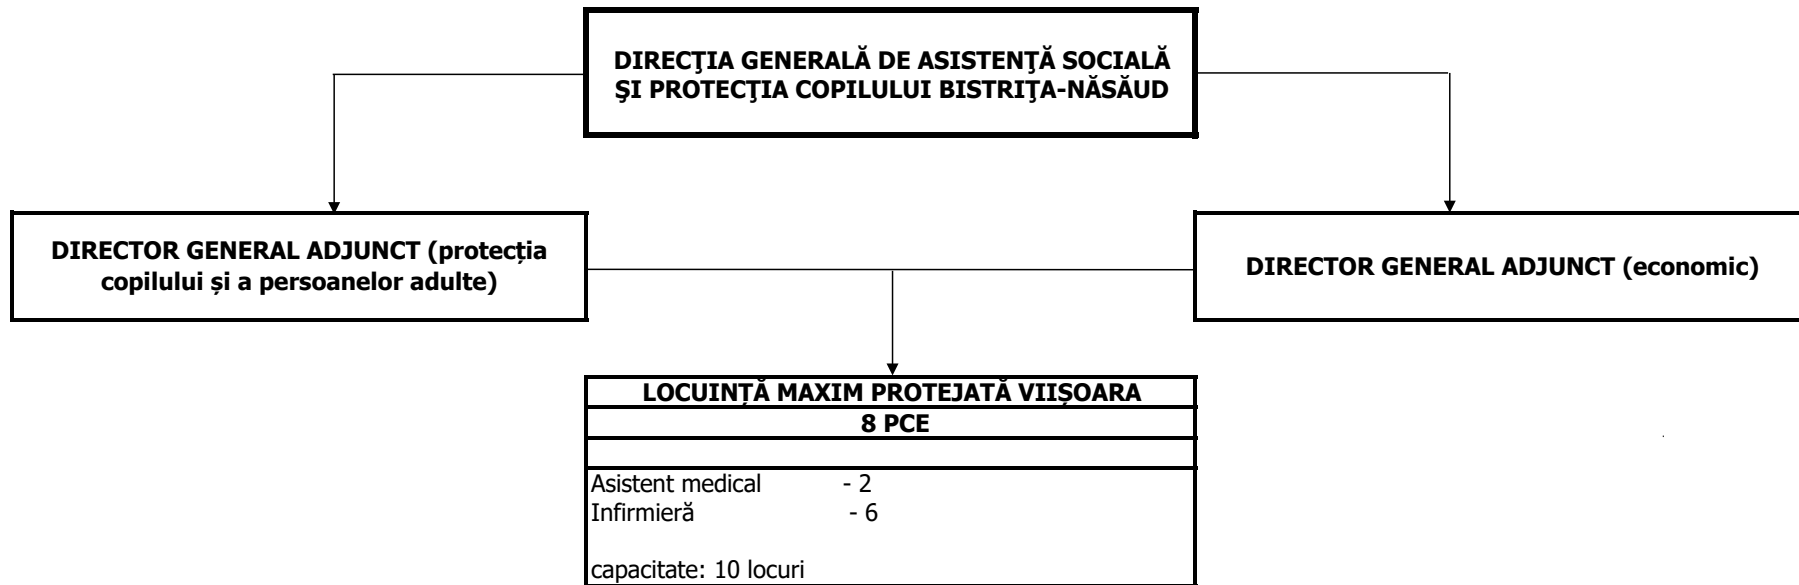 DIRECŢIA GENERALĂ DE ASISTENŢĂ SOCIALĂ
ŞI PROTECŢIA COPILULUI BISTRIŢA-NĂSĂUD
DIRECTOR GENERAL ADJUNCT (protecția
copilului și a persoanelor adulte)
DIRECTOR GENERAL ADJUNCT (economic)
LOCUINȚĂ MAXIM PROTEJATĂ VIIȘOARA
8 PCE
Asistent medical - 2
Infirmieră - 6
capacitate: 10 locuri